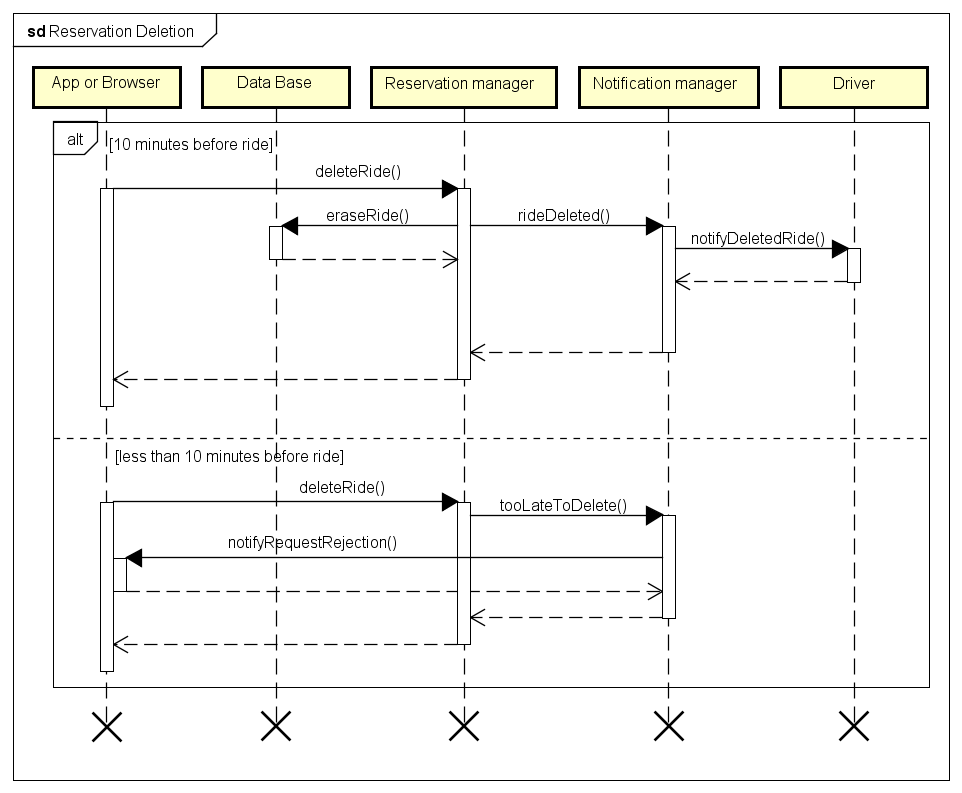 sd Reservation Deletion
App or Browser
Data Base
Reservation manager
Notification manager
Driver
alt
[10 minutes before ride]
deleteRide()
eraseRide()
rideDeleted()
notifyDeletedRide()
[less than 10 minutes before ride]
deleteRide()
tooLateToDelete()
notifyRequestRejection()